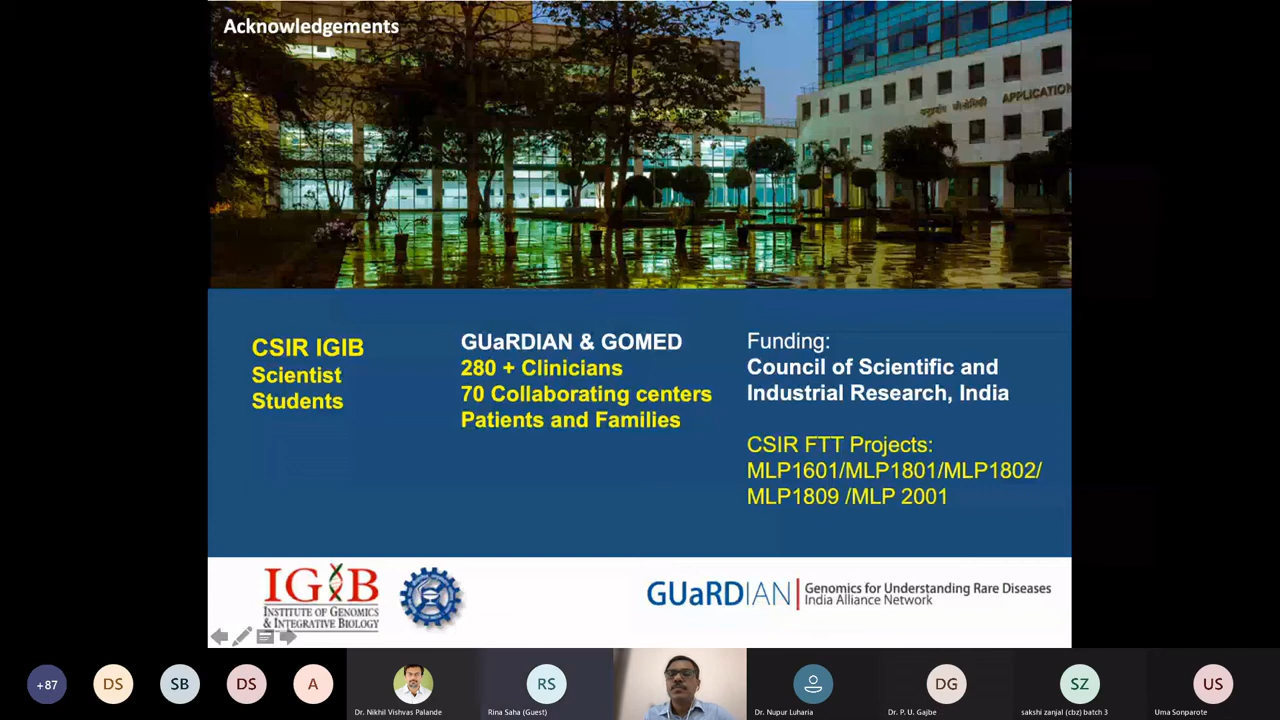 Acknowledgements
अनुप्रयोग जीनोमिकी APPLICATION
CSIR IGIB
Scientist
Students
GUaRDIAN & GOMED
280 + Clinicians
70 Collaborating centers
Patients and Families
Funding:
Council of Scientific and
Industrial Research, India
CSIR FTT Projects:
MLP1601/MLP1801/MLP1802/
MLP1809 /MLP 2001
IGIB
INSTITUTE OF GENOMICS
& INTEGRATIVE BIOLOGY
GUaRDIAN
Genomics for Understanding Rare Diseases
India Alliance Network
+87
DS
SB
DS
A
Dr. Nikhil Vishvas Palande
RS
Rina Saha (Guest)
Dr. Nupur Luharia
DG
Dr. P. U. Gajbe
SZ
sakshi zanjal (cbz) batch 3
US
Uma Sonparote